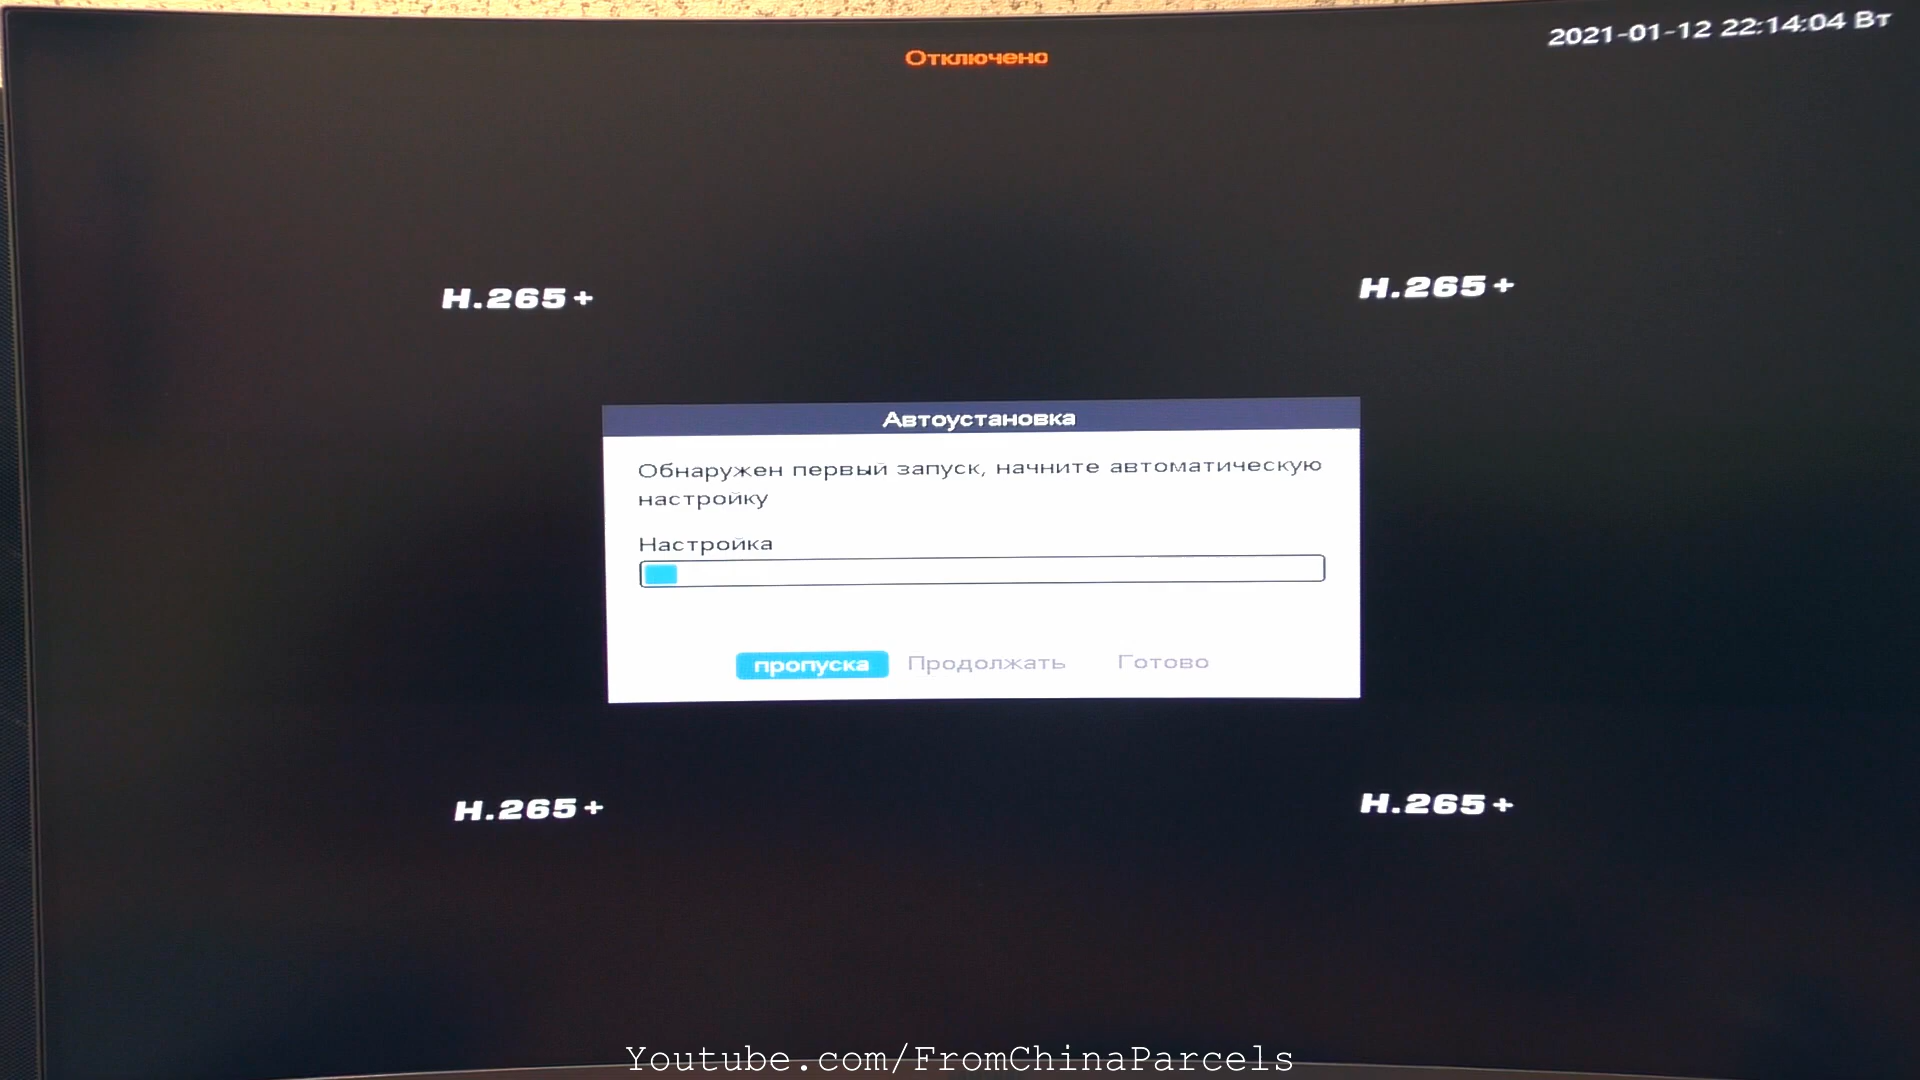 2021-01-12 22:14:04 Вт
Отключено
H.265+
H.265+
Автоустановка
Обнаружен первый запуск, начните автоматическую
настройку
Настройка
пропуска
Продолжать
Готово
H.265+
H.265+
Youtube.com/FromChinaParcels